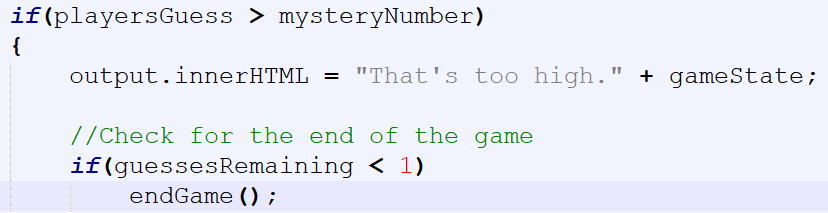 if(playersGuess > mysteryNumber)
{
output.innerHTML = "That's too high." + gameState;
//Check for the end of the game
if(guessesRemaining < 1)
endGame();